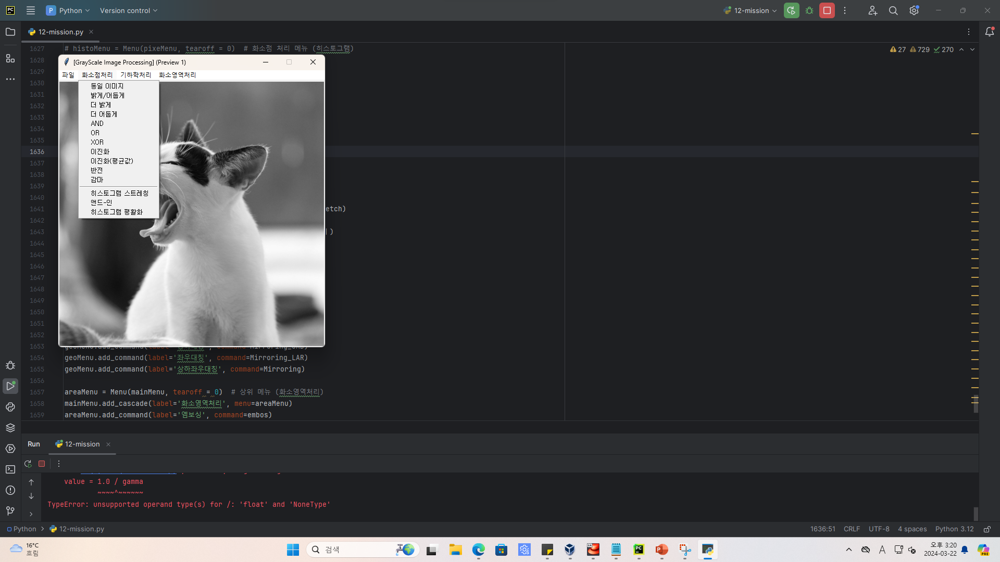 PC
P Python
Version control
12-mission
12-mission.py
27 729 270
1627 # histoMenu = Menu(pixeMenu, tearoff = 0)  # 화소점 처리 메뉴 (히스토그램)
1628
[GrayScale Image Processing] (Preview 1)
1629
파일 화소점처리 기하학처리 화소영역처리
1630
동일 이미지
1631
밝게/어둡게
1632
더 밝게
1633
더 어둡게
1634
AND
OR
1635
XOR
1636
이진화
1637
이진화(평균값)
1638
반전
1639
감마
1640
히스토그램 스트레칭
앤드-인
1641 etch)
히스토그램 평활화
1642
1643 )
1644
1645
1646
1647
1648
1649
1650
1651
1652
1653
1654 geoMenu.add_command(label='좌우대칭', command=Mirroring_LAR)
1655 geoMenu.add_command(label='상하좌우대칭', command=Mirroring)
1656
1657 areaMenu = Menu(mainMenu, tearoff = 0)  # 상위 메뉴 (화소영역처리)
1658 mainMenu.add_cascade(label='화소영역처리', menu=areaMenu)
1659 areaMenu.add_command(label='엠보싱', command=embos)
Run 12-mission
value = 1.0 / gamma
~~~~^~~~~~~
TypeError: unsupported operand type(s) for /: 'float' and 'NoneType'
Python > 12-mission.py
1636:51 CRLF UTF-8 4 spaces Python 3.12
16°C
흐림
검색
A
오후 3:20
2024-03-22